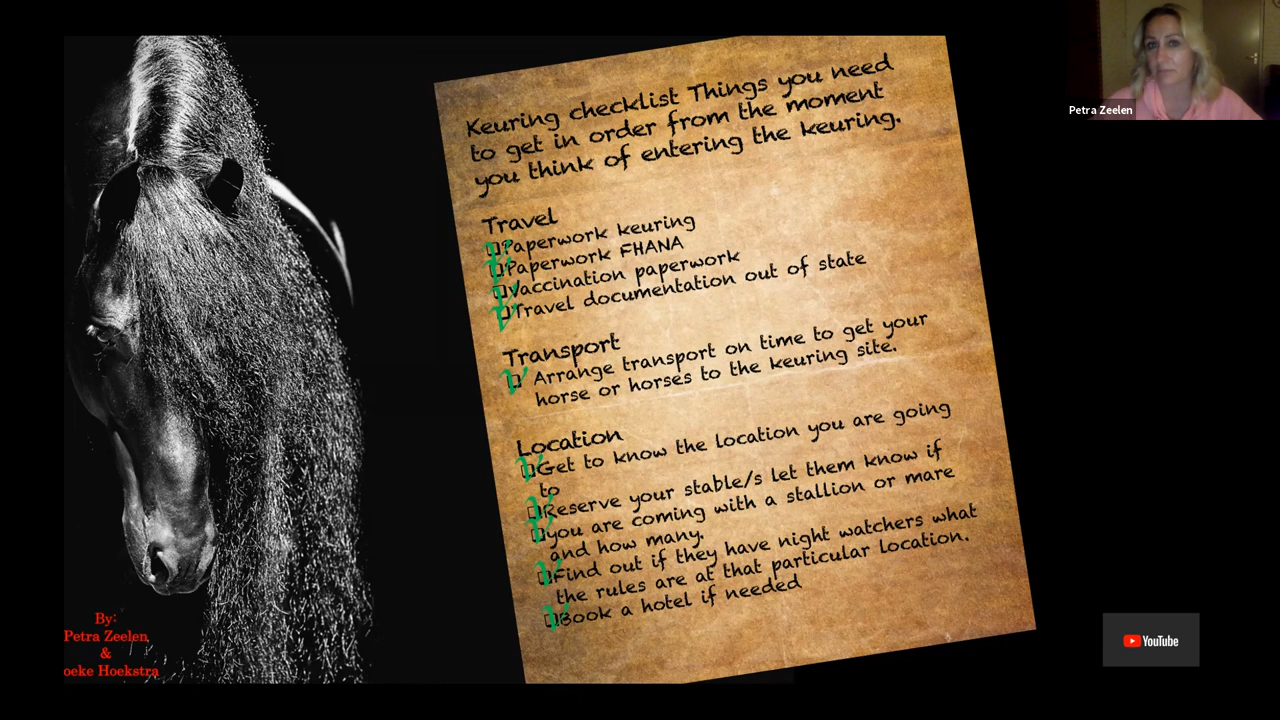 Keuring checklist Things you need
to get in order from the moment
you think of entering the keuring.
Travel
Paperwork keuring
Paperwork FHANA
Vaccination paperwork
Travel documentation out of state
Transport
Arrange transport on time to get your
horse or horses to the keuring site.
Location
Get to know the location you are going
to
Reserve your stable/s let them know if
you are coming with a stallion or mare
and how many.
Find out if they have night watchers what
the rules are at that particular location.
Book a hotel if needed
By:
Petra Zeelen
&
oeke Hoekstra
Petra Zeelen
YouTube